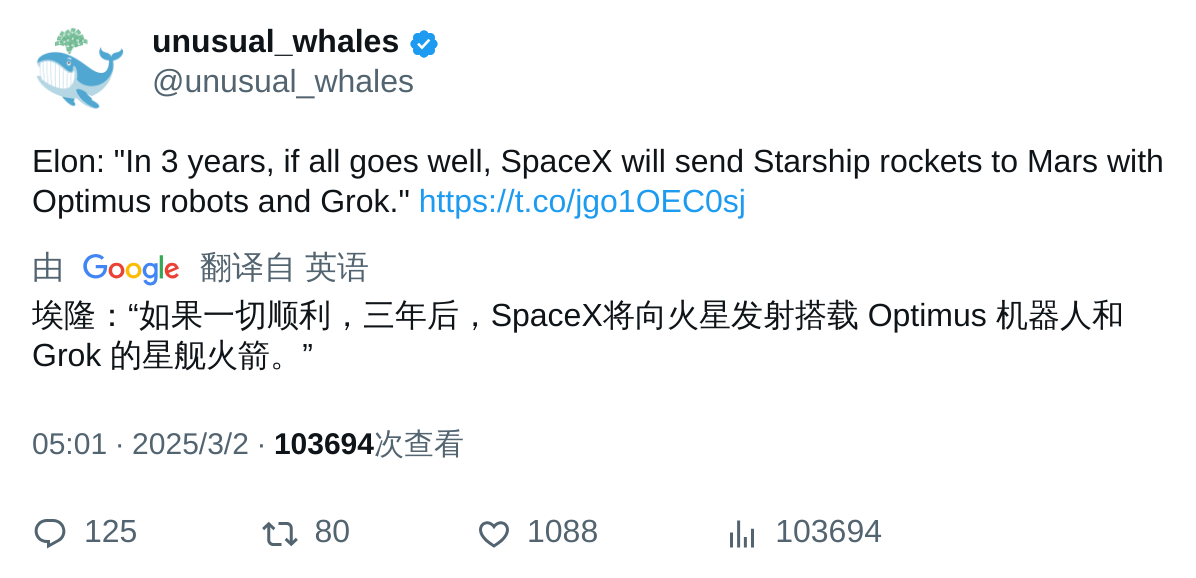 unusual_whales
@unusual_whales
Elon: "In 3 years, if all goes well, SpaceX will send Starship rockets to Mars with
Optimus robots and Grok." https://t.co/jgo1OEC0sj
由 Google 翻译自 英语
埃隆：“如果一切顺利，三年后，SpaceX将向火星发射搭载 Optimus 机器人和
Grok 的星舰火箭。”
05:01 · 2025/3/2 · 103694次查看
125 80 1088 103694